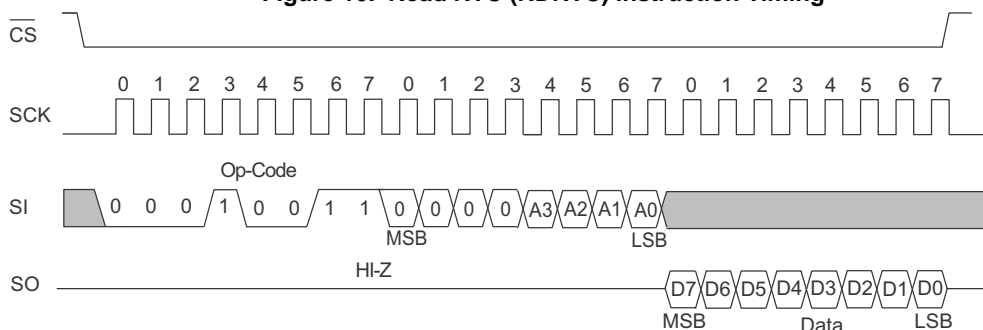 Figure 10. Read RTC (RDRTC) Instruction Timing
CS
0 1 2 3 4 5 6 7 0 1 2 3 4 5 6 7 0 1 2 3 4 5 6 7
SCK
Op-Code
SI 0 0 0 1 0 0 1 1 0 0 0 0 A3 A2 A1 A0
MSB LSB
HI-Z
SO D7 D6 D5 D4 D3 D2 D1 D0
MSB Data LSB